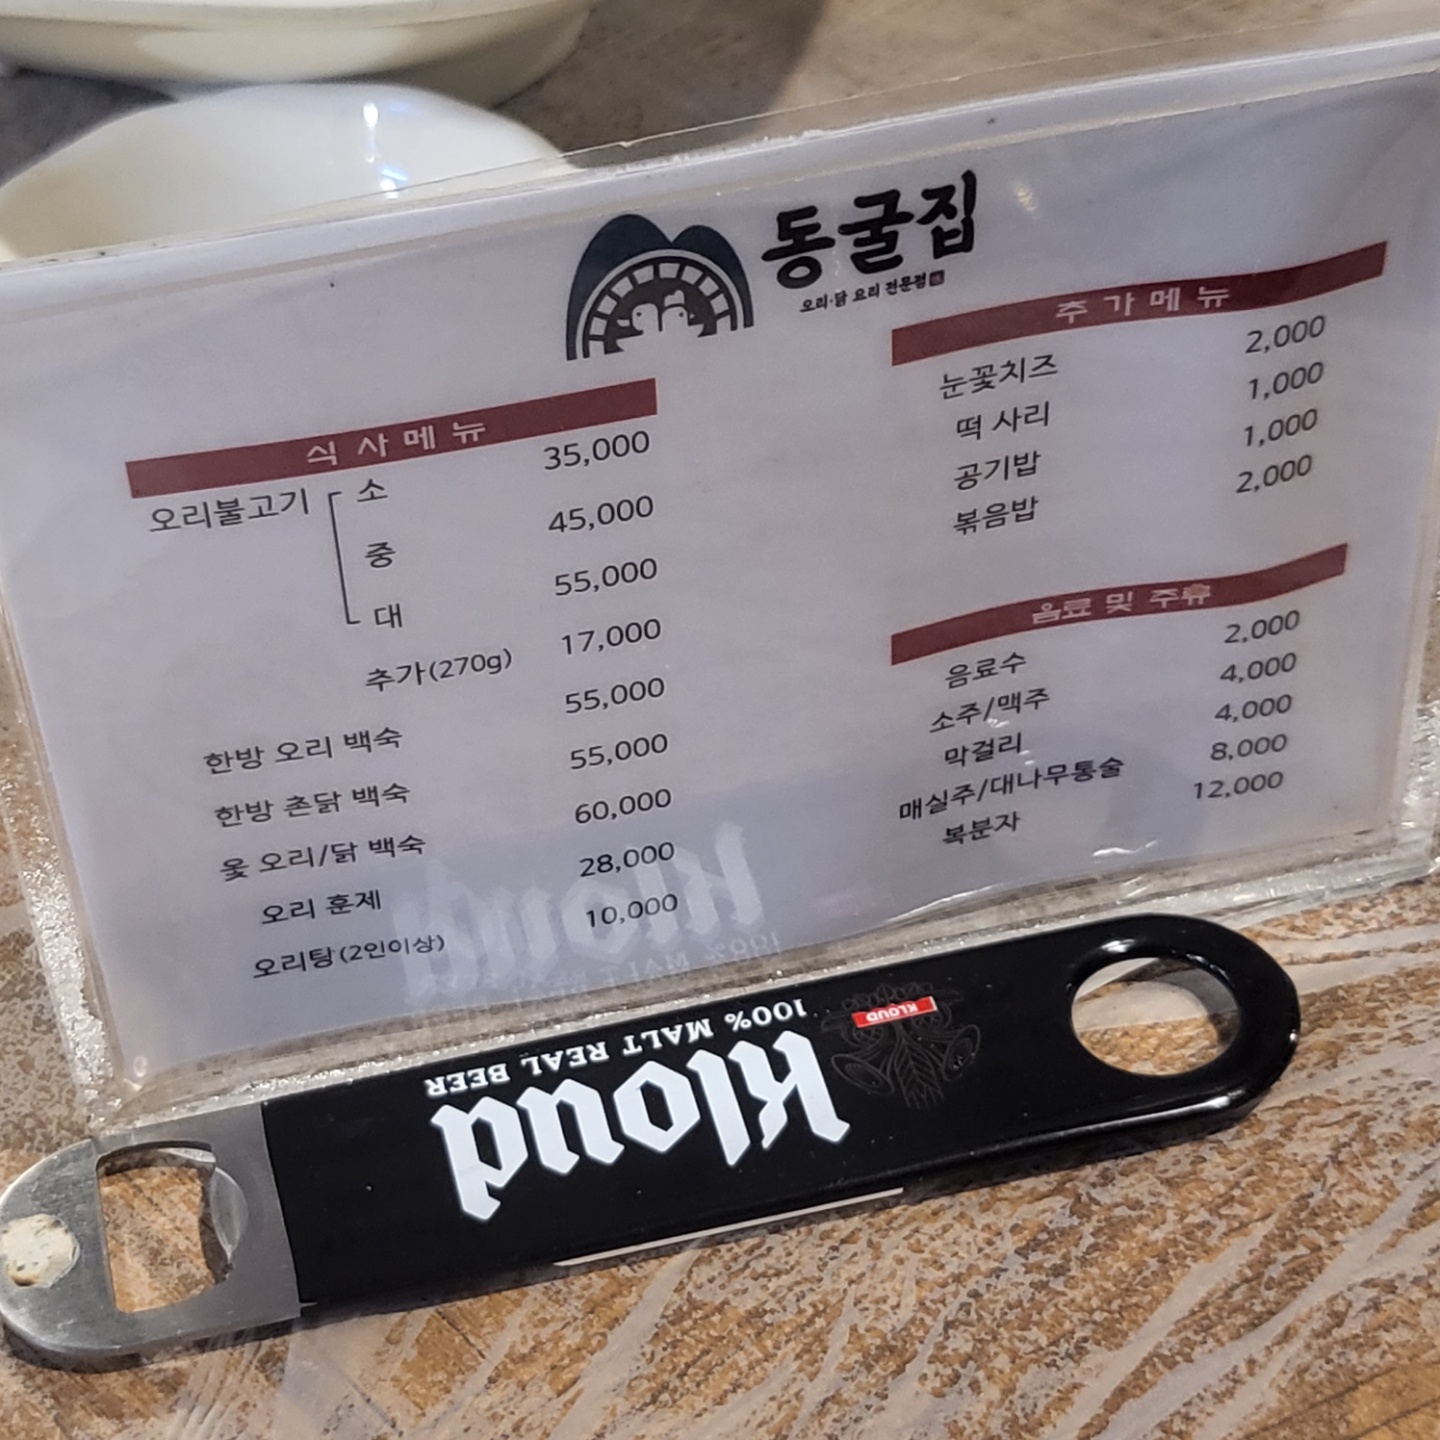 동굴집
오리·닭 요리 전문점
식사메뉴
오리불고기 소 35,000
중 45,000
대 55,000
추가(270g) 17,000
한방 오리 백숙 55,000
한방 촌닭 백숙 55,000
옻 오리/닭 백숙 60,000
오리 훈제 28,000
오리탕(2인이상) 10,000
추가메뉴
눈꽃치즈 2,000
떡 사리 1,000
공기밥 1,000
볶음밥 2,000
음료 및 주류
음료수 2,000
소주/맥주 4,000
막걸리 4,000
매실주/대나무통술 8,000
복분자 12,000
KLOUD
Kloud
100% MALT REAL BEER